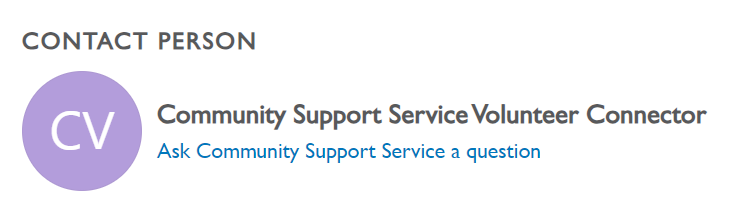 CONTACT PERSON
CV
Community Support Service Volunteer Connector
Ask Community Support Service a question